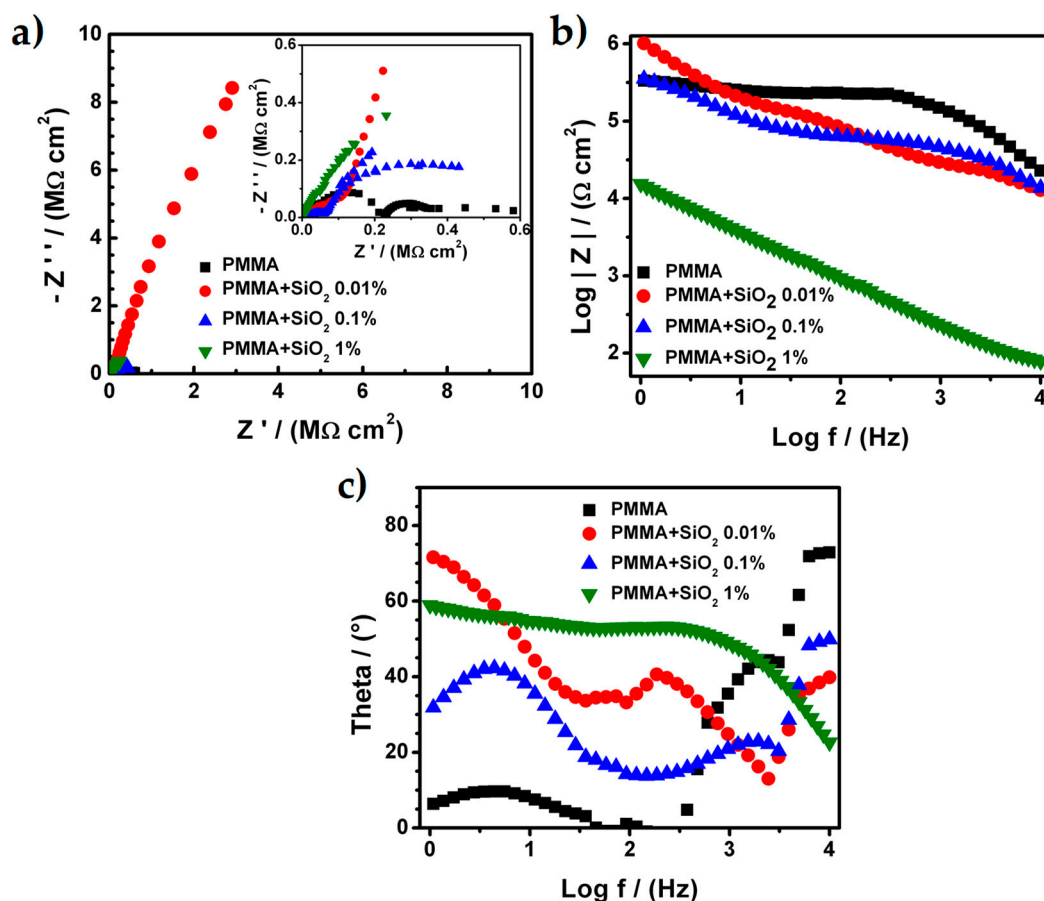 a)
10
8
6
4
2
0
- Z '' / (MΩ cm²)
0 2 4 6 8 10
Z ' / (MΩ cm²)
0.6
0.4
0.2
0.0
- Z '' / (MΩ cm²)
0.0 0.2 0.4 0.6
Z ' / (MΩ cm²)
PMMA
PMMA+SiO₂ 0.01%
PMMA+SiO₂ 0.1%
PMMA+SiO₂ 1%
b)
6
5
4
3
2
Log | Z | / (Ω cm²)
PMMA
PMMA+SiO₂ 0.01%
PMMA+SiO₂ 0.1%
PMMA+SiO₂ 1%
0 1 2 3 4
Log f / (Hz)
c)
80
60
40
20
0
Theta / (°)
PMMA
PMMA+SiO₂ 0.01%
PMMA+SiO₂ 0.1%
PMMA+SiO₂ 1%
0 1 2 3 4
Log f / (Hz)